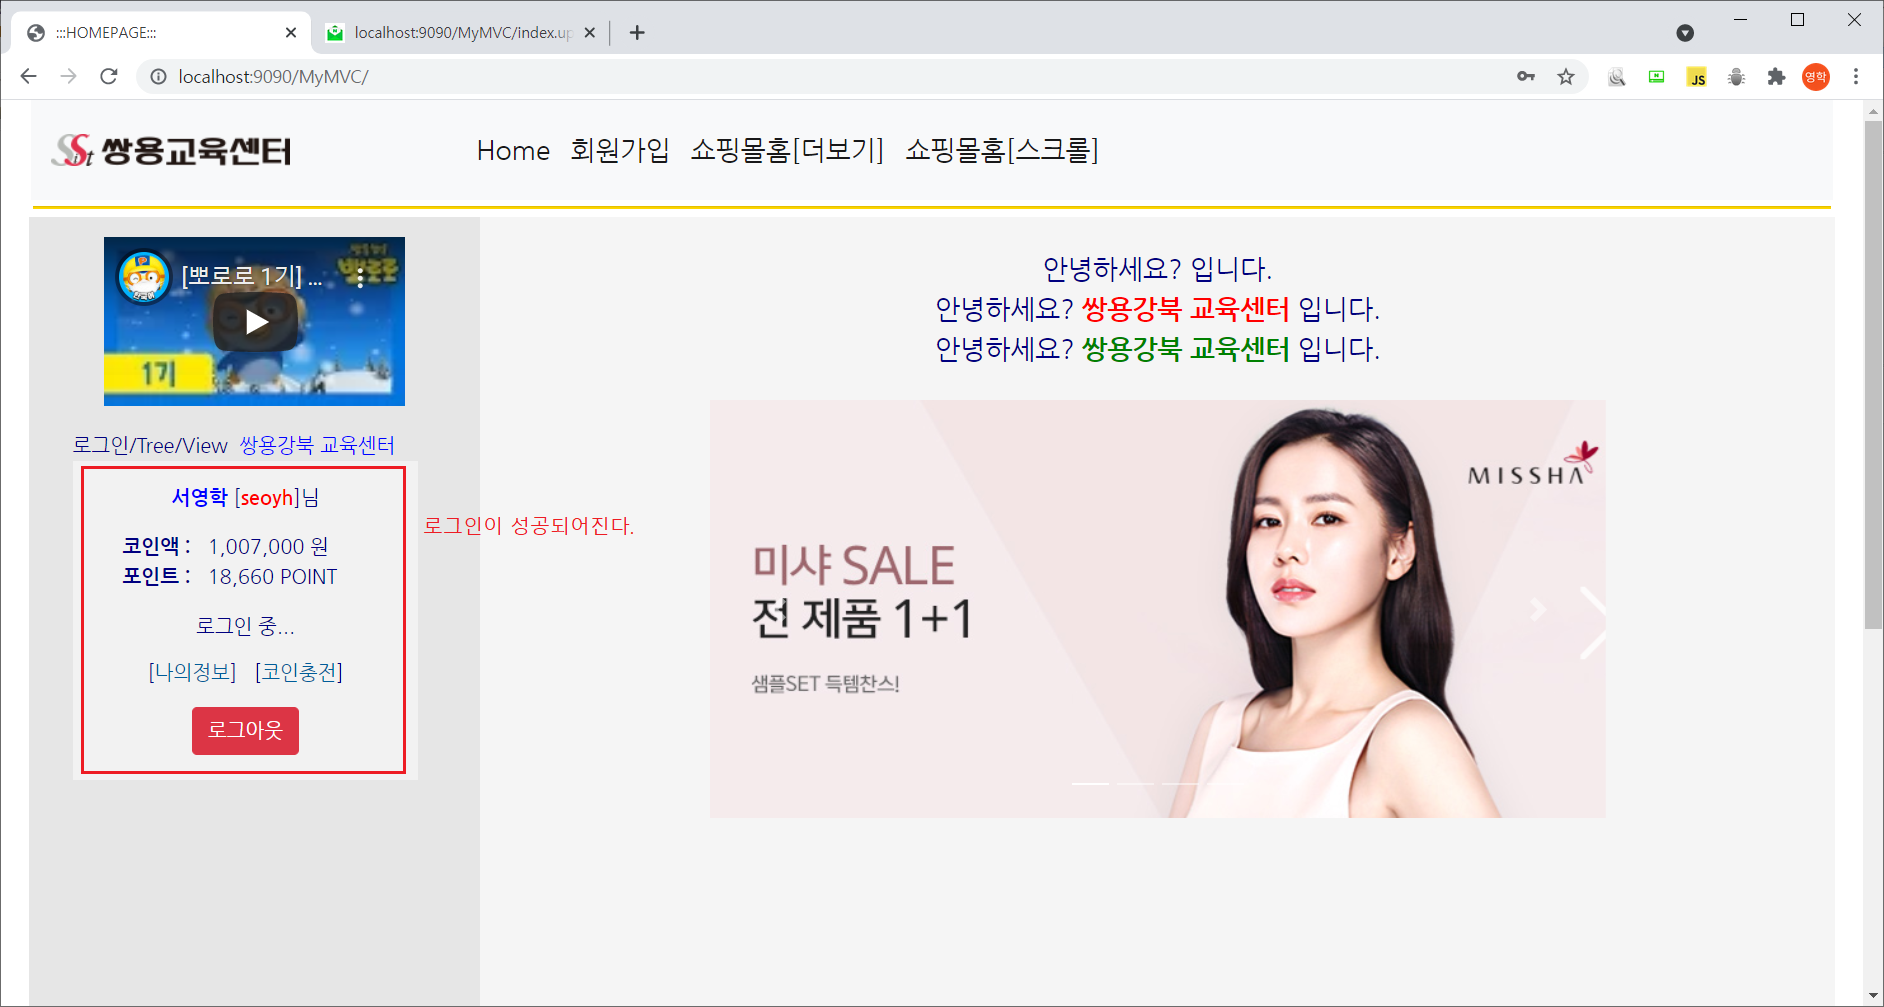 :::HOMEPAGE:::
localhost:9090/MyMVC/index.up
localhost:9090/MyMVC/
JS
영학
Sist 쌍용교육센터
Home 회원가입 쇼핑몰홈[더보기] 쇼핑몰홈[스크롤]
[뽀로로 1기] ...
뽀로로
한국어
1기
안녕하세요? 입니다.
안녕하세요? 쌍용강북 교육센터 입니다.
안녕하세요? 쌍용강북 교육센터 입니다.
로그인/Tree/View 쌍용강북 교육센터
서영학 [seoyh]님
코인액 : 1,007,000 원
포인트 : 18,660 POINT
로그인 중...
[나의정보] [코인충전]
로그아웃
로그인이 성공되어진다.
MISSHA
미샤 SALE
전 제품 1+1
샘플SET 득템찬스!